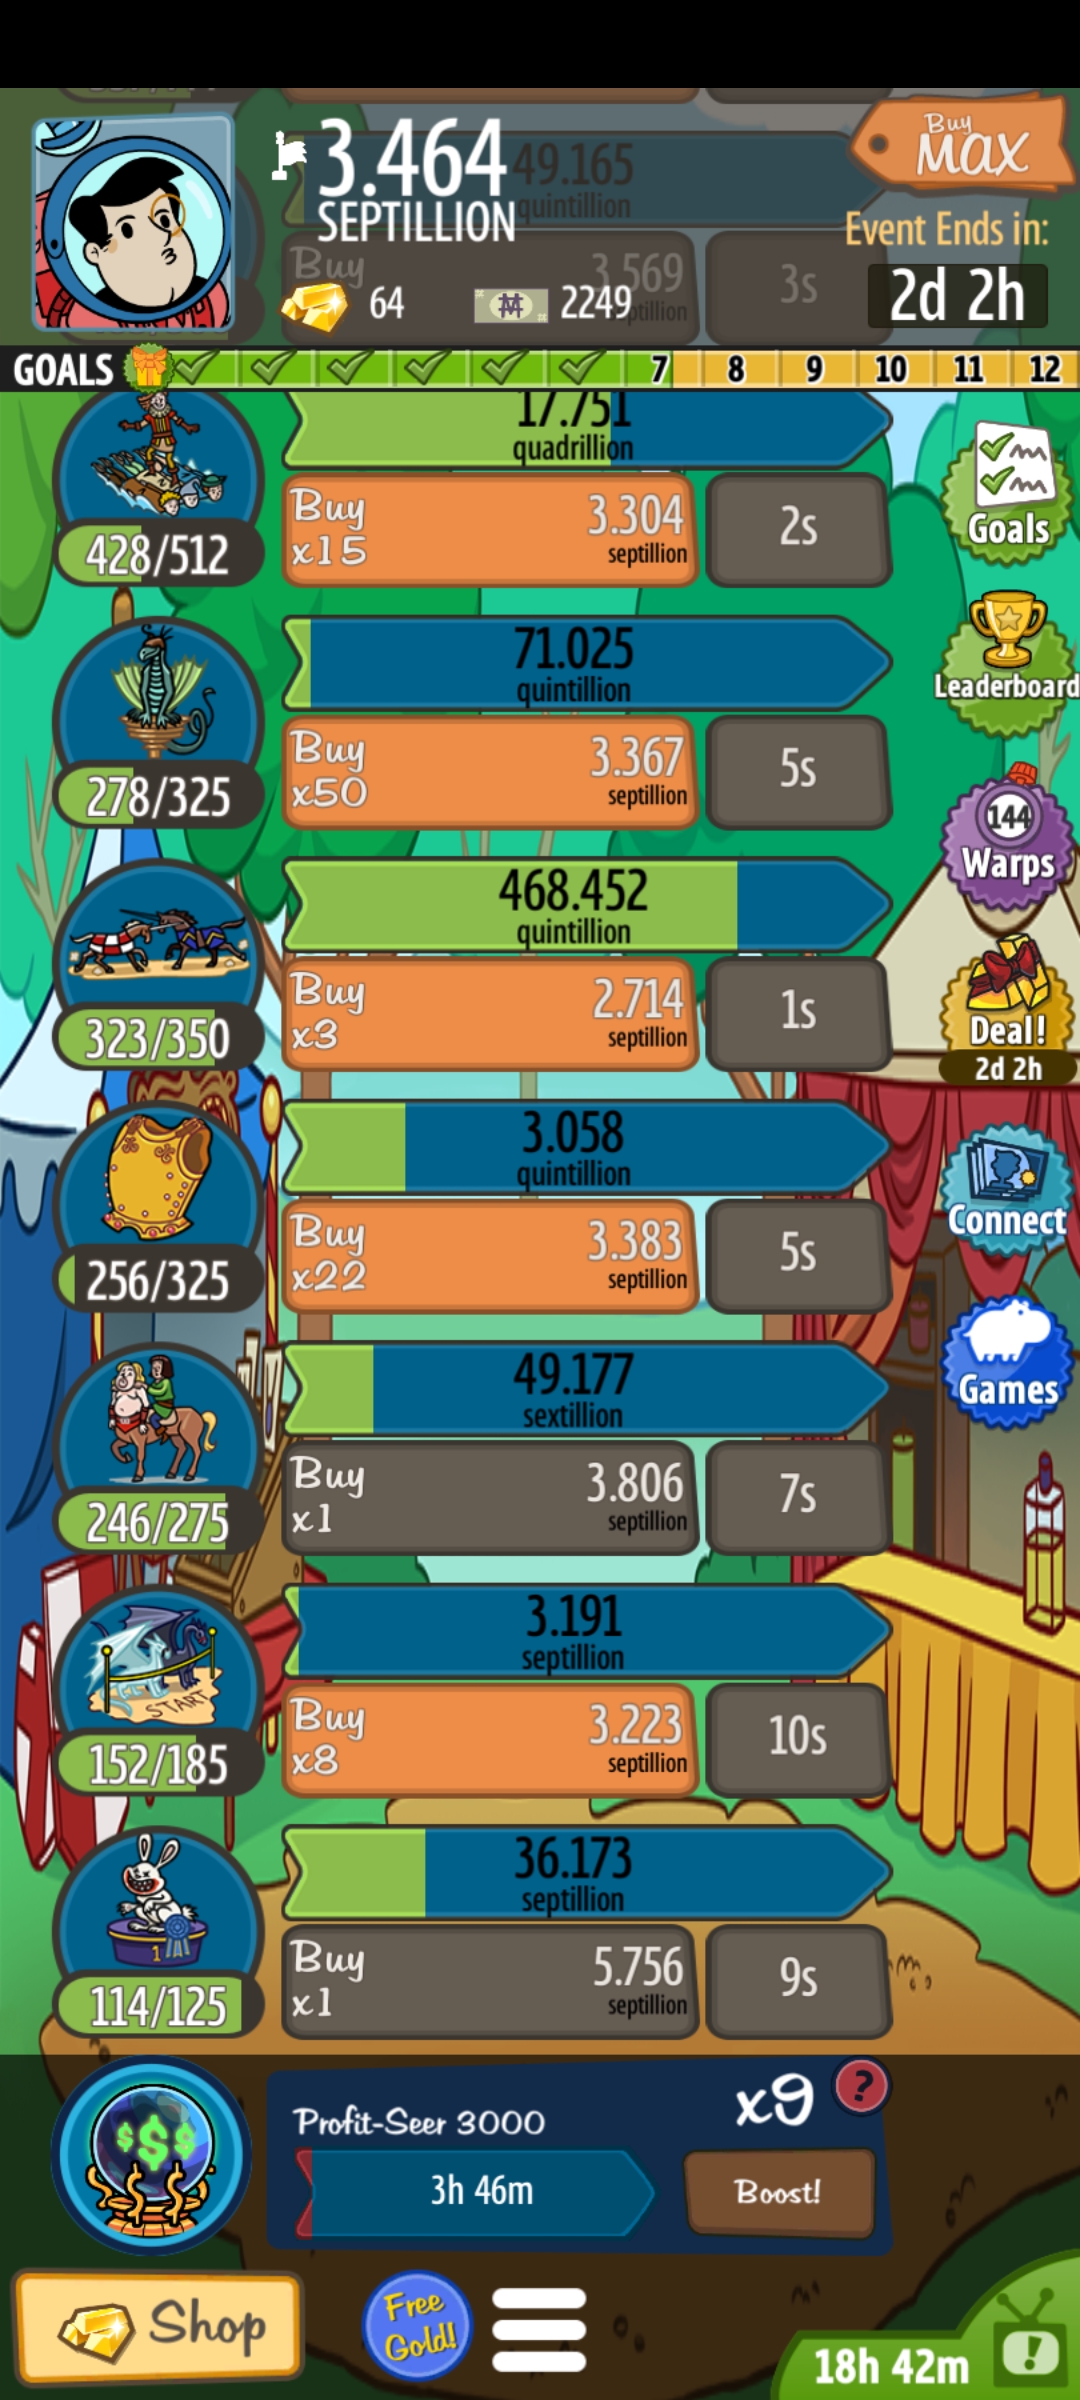 3.464
SEPTILLION
49.165
quintillion
Buy
MAX
Event Ends in:
2d 2h
Buy
3.569
3s
64
2249
GOALS 7 8 9 10 11 12
17.751
quadrillion
Buy
x15
3.304
septillion
2s
428/512
Goals
71.025
quintillion
Buy
x50
3.367
septillion
5s
278/325
Leaderboard
144
Warps
468.452
quintillion
Buy
x3
2.714
septillion
1s
323/350
Deal!
2d 2h
3.058
quintillion
Buy
x22
3.383
septillion
5s
256/325
Connect
49.177
sextillion
Buy
x1
3.806
septillion
7s
246/275
Games
3.191
septillion
START
Buy
x8
3.223
septillion
10s
152/185
36.173
septillion
1
Buy
x1
5.756
septillion
9s
114/125
$$$
Profit-Seer 3000
x9
?
3h 46m
Boost!
Shop
Free
Gold!
18h 42m
!